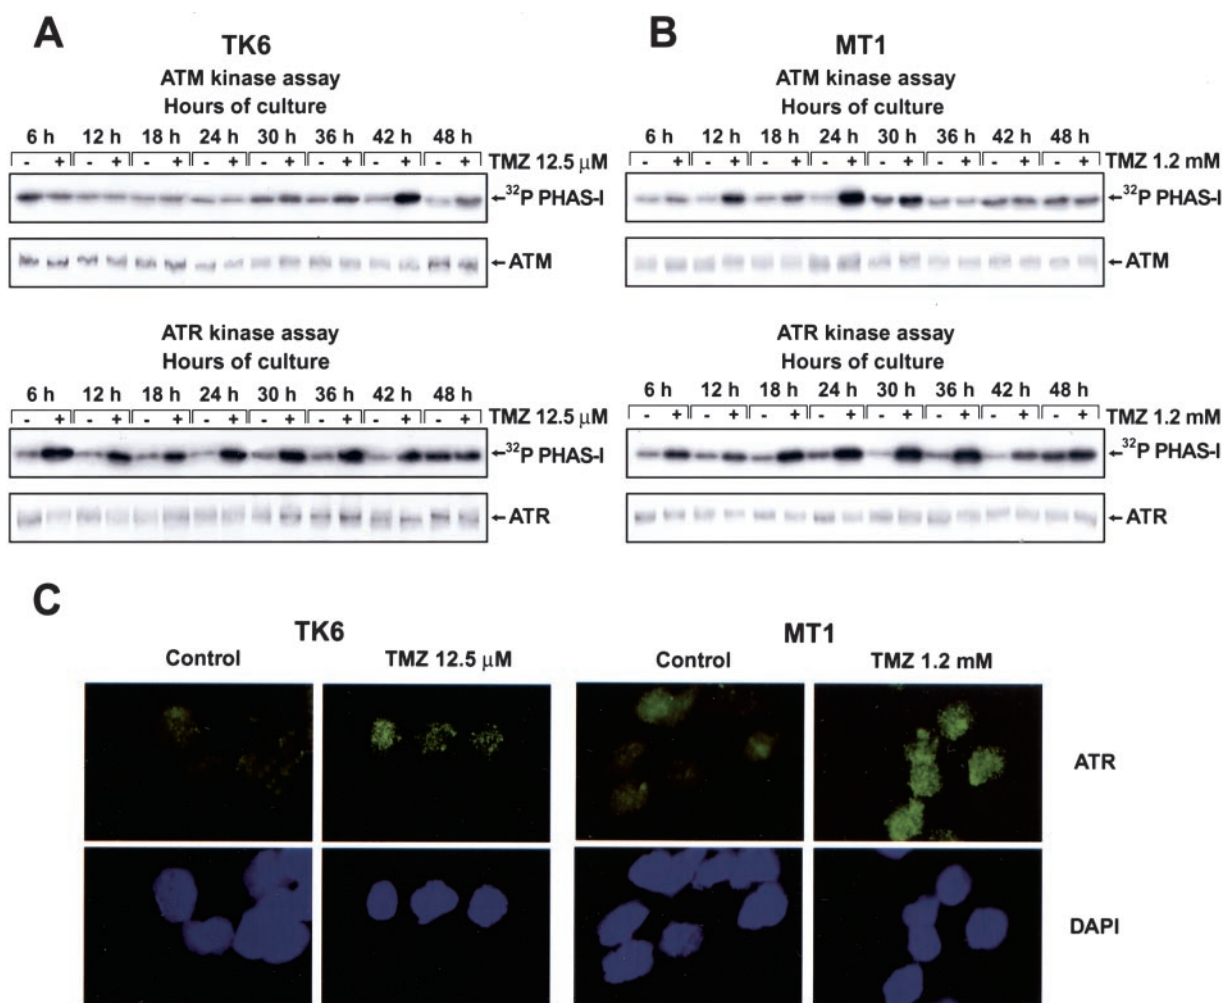 A
TK6
ATM kinase assay
Hours of culture
6 h 12 h 18 h 24 h 30 h 36 h 42 h 48 h
- + - + - + - + - + - + - + - + TMZ 12.5 μM
←³²P PHAS-I
←ATM
ATR kinase assay
Hours of culture
6 h 12 h 18 h 24 h 30 h 36 h 42 h 48 h
- + - + - + - + - + - + - + - + TMZ 12.5 μM
←³²P PHAS-I
←ATR
B
MT1
ATM kinase assay
Hours of culture
6 h 12 h 18 h 24 h 30 h 36 h 42 h 48 h
- + - + - + - + - + - + - + - + TMZ 1.2 mM
←³²P PHAS-I
←ATM
ATR kinase assay
Hours of culture
6 h 12 h 18 h 24 h 30 h 36 h 42 h 48 h
- + - + - + - + - + - + - + - + TMZ 1.2 mM
←³²P PHAS-I
←ATR
C
TK6 MT1
Control TMZ 12.5 μM Control TMZ 1.2 mM
ATR
DAPI